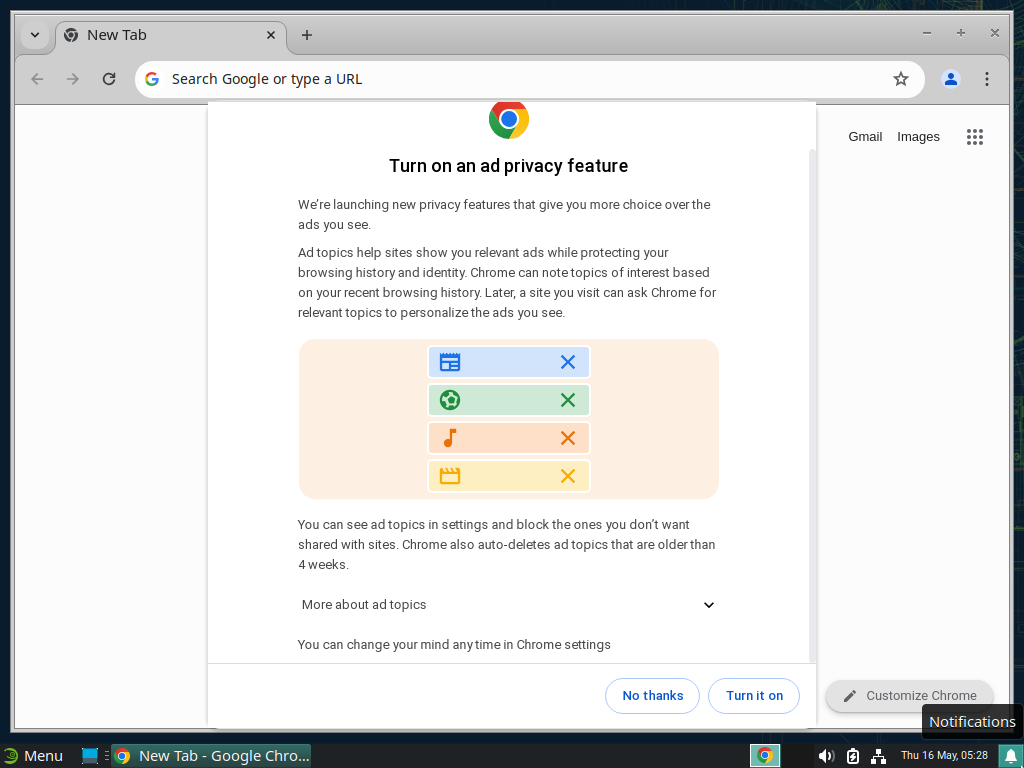 New Tab
Search Google or type a URL
Gmail
Images
Turn on an ad privacy feature
We’re launching new privacy features that give you more choice over the
ads you see.
Ad topics help sites show you relevant ads while protecting your
browsing history and identity. Chrome can note topics of interest based
on your recent browsing history. Later, a site you visit can ask Chrome for
relevant topics to personalize the ads you see.
You can see ad topics in settings and block the ones you don’t want
shared with sites. Chrome also auto-deletes ad topics that are older than
4 weeks.
More about ad topics
You can change your mind any time in Chrome settings
No thanks
Turn it on
Customize Chrome
Notifications
Menu
New Tab - Google Chro...
Thu 16 May, 05:28